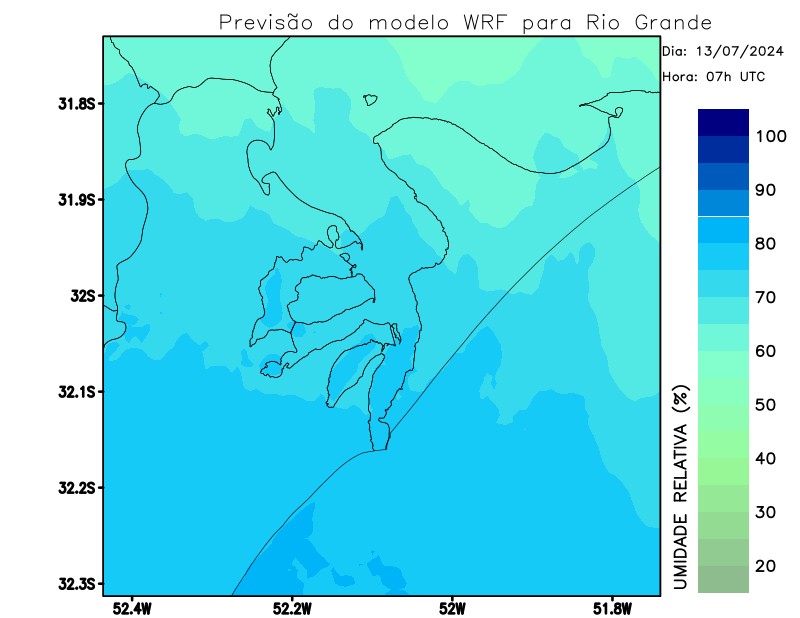 Previsão do modelo WRF para Rio Grande
Dia: 13/07/2024
Hora: 07h UTC
31.8S
31.9S
32S
32.1S
32.2S
32.3S
52.4W
52.2W
52W
51.8W
100
90
80
70
60
50
40
30
20
UMIDADE RELATIVA (%)